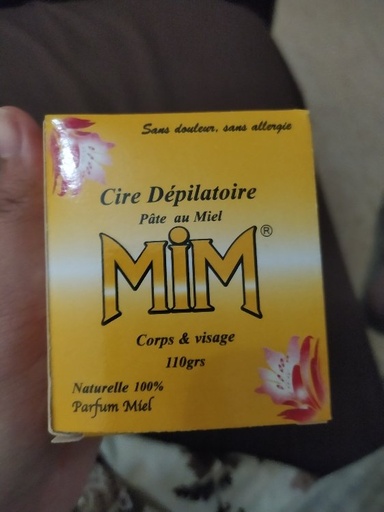 Sans douleur, sans allergie
Cire Dépilatoire
Pâte au Miel
MiM®
Corps & visage
110grs
Naturelle 100%
Parfum Miel